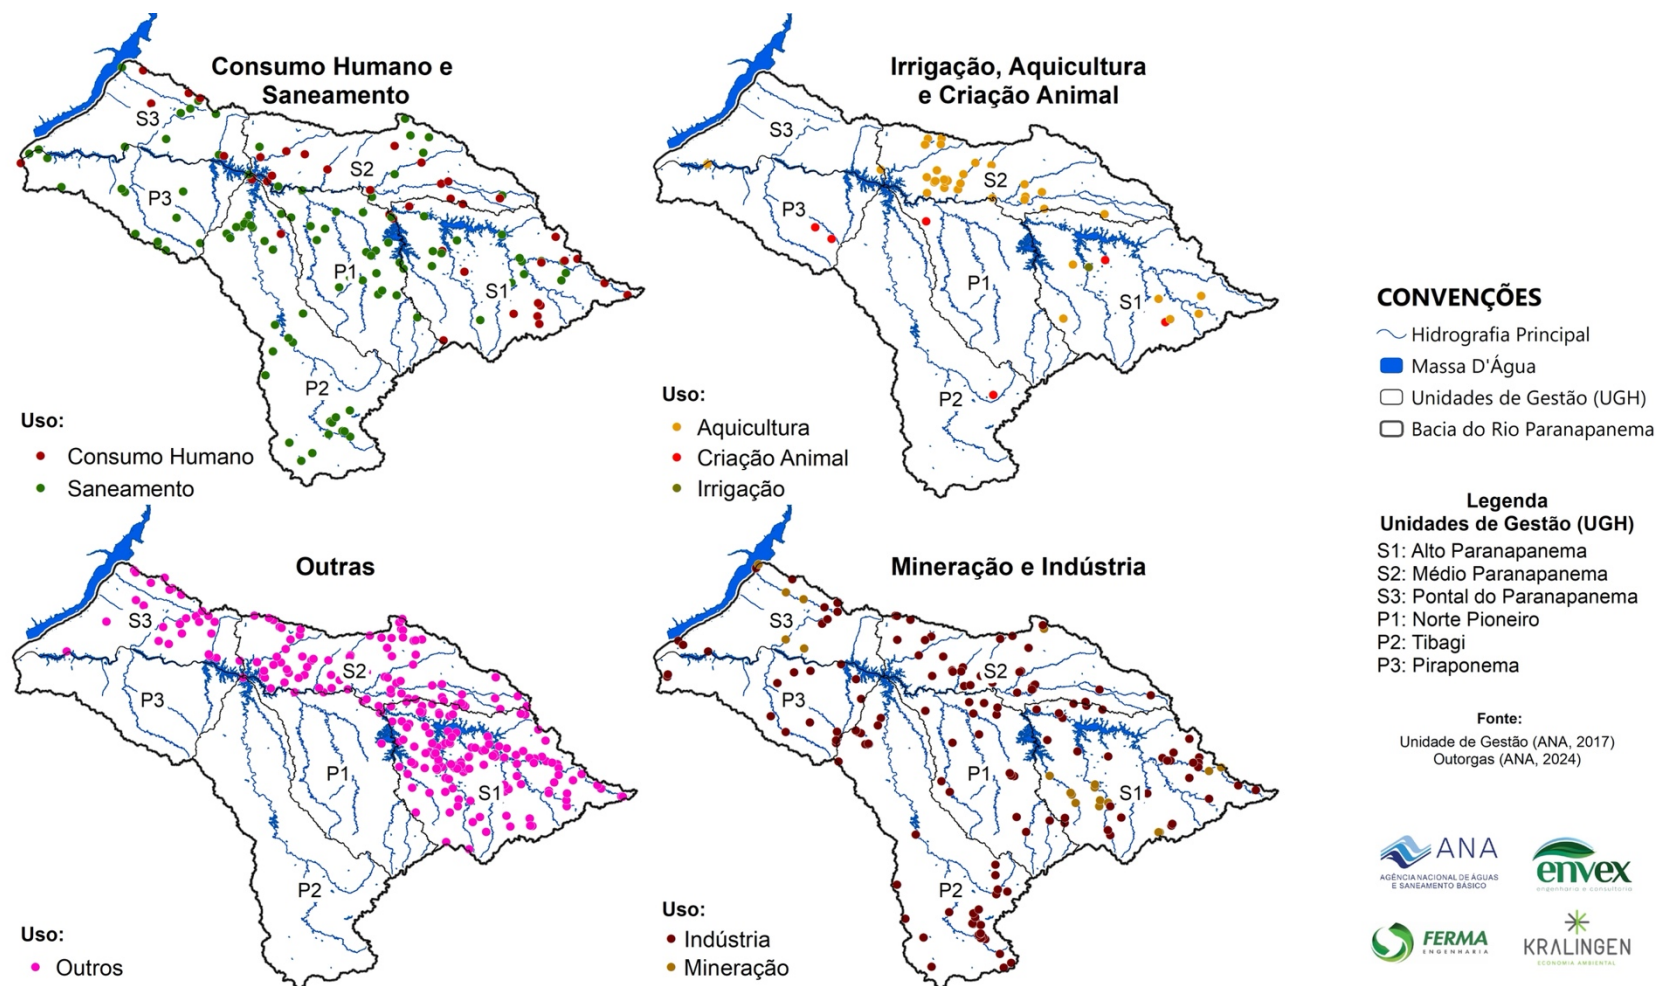 Consumo Humano e
Saneamento
S3
S2
P3
P1
S1
P2
Uso:
Consumo Humano
Saneamento
Irrigação, Aquicultura
e Criação Animal
S3
S2
P3
P1
S1
P2
Uso:
Aquicultura
Criação Animal
Irrigação
Outras
S3
S2
P3
P1
S1
P2
Uso:
Outros
Mineração e Indústria
S3
S2
P3
P1
S1
P2
Uso:
Indústria
Mineração
CONVENÇÕES
Hidrografia Principal
Massa D'Água
Unidades de Gestão (UGH)
Bacia do Rio Paranapanema
Legenda
Unidades de Gestão (UGH)
S1: Alto Paranapanema
S2: Médio Paranapanema
S3: Pontal do Paranapanema
P1: Norte Pioneiro
P2: Tibagi
P3: Piraponema
Fonte:
Unidade de Gestão (ANA, 2017)
Outorgas (ANA, 2024)
ANA
AGÊNCIA NACIONAL DE ÁGUAS
E SANEAMENTO BÁSICO
envex
engenharia e consultoria
FERMA
ENGENHARIA
KRALINGEN
ECONOMIA AMBIENTAL